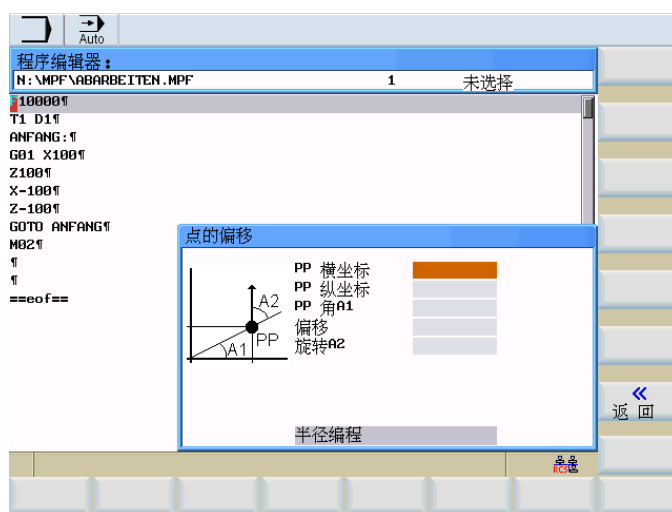 Auto
程序编辑器：
N:\MPF\ABARBEITEN.MPF 1 未选择
10000¶
T1 D1¶
ANFANG:¶
G01 X100¶
Z100¶
X-100¶
Z-100¶
GOTO ANFANG¶
M02¶
¶
¶
==eof==
点的偏移
A2
A1
PP
PP 横坐标
PP 纵坐标
PP 角A1
偏移
旋转A2
半径编程
返 回
RCS